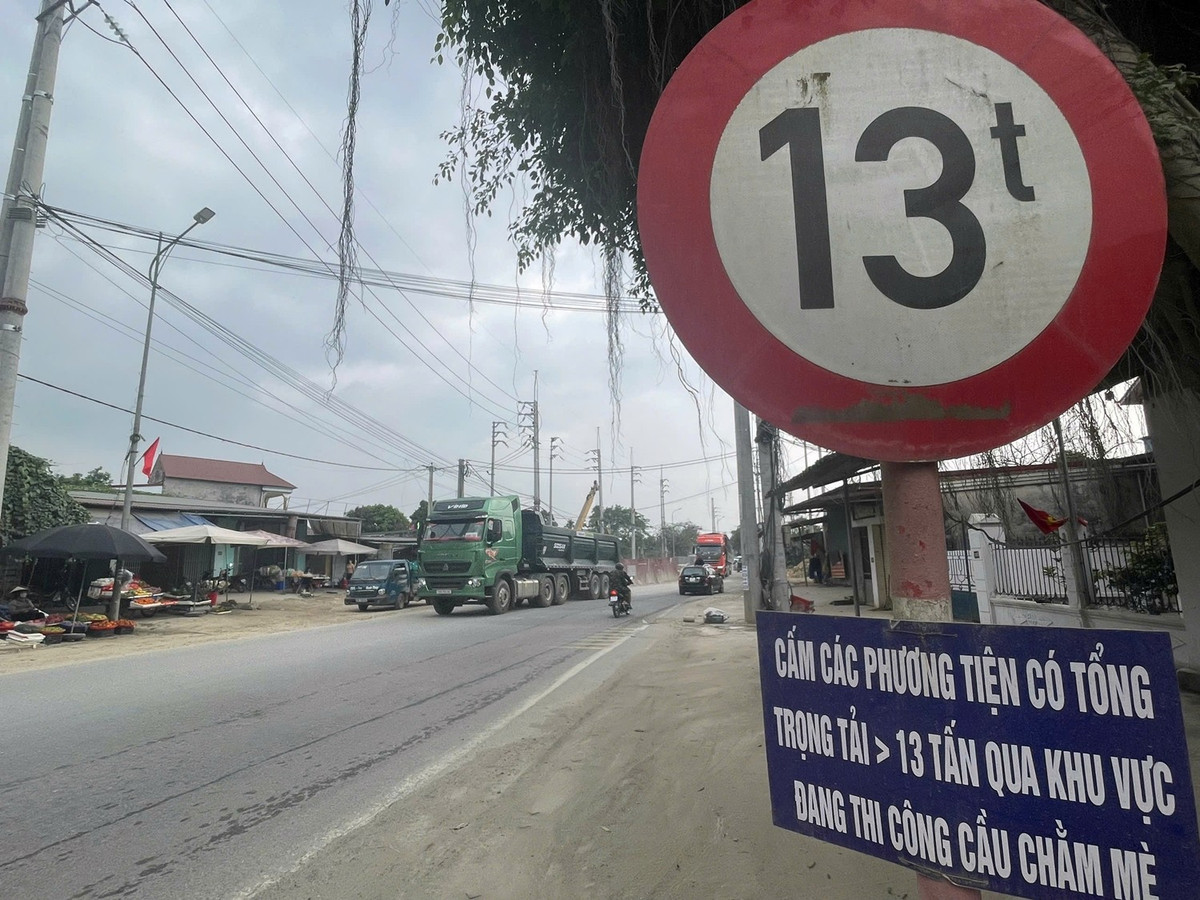 13t
CẤM CÁC PHƯƠNG TIỆN CÓ TỔNG
TRỌNG TẢI > 13 TẤN QUA KHU VỰC
ĐANG THI CÔNG CẦU CHẰM MÈ